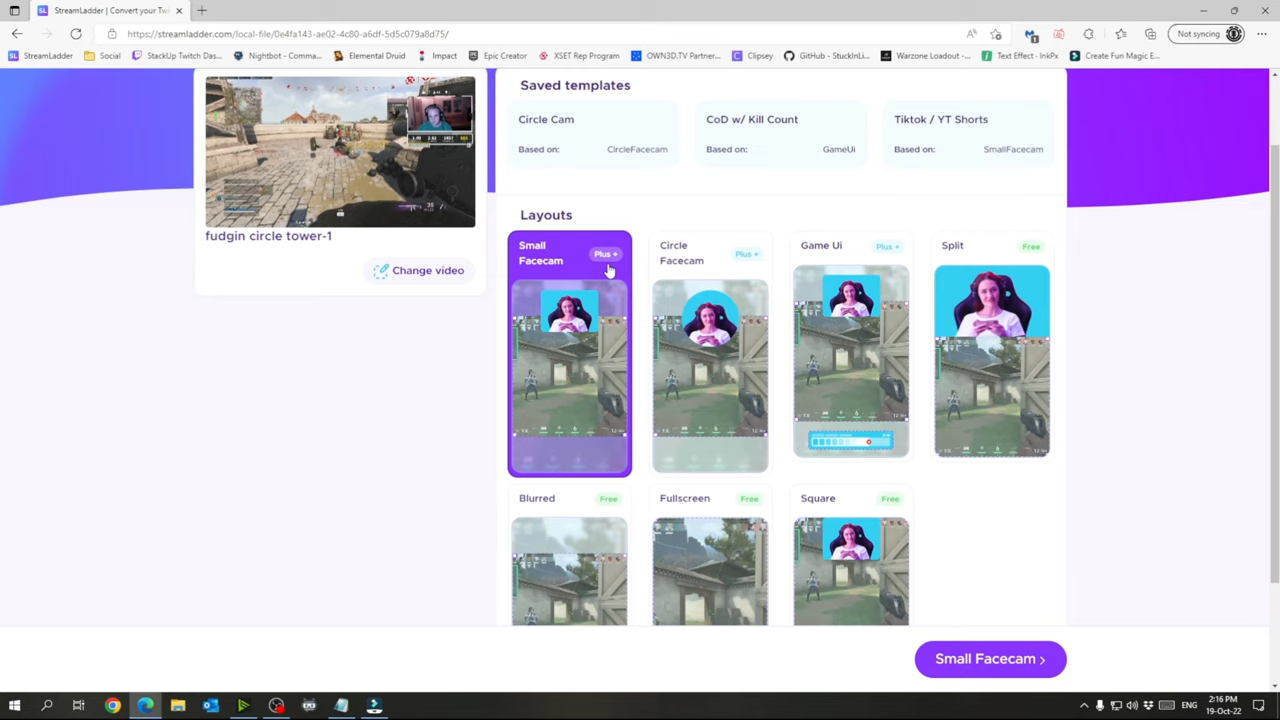 StreamLadder | Convert your Tw
https://streamladder.com/local-file/0e4fa143-ae02-4c80-a6df-5d5c079a8d75/
Not syncing
StreamLadder
Social
StackUp Twitch Das...
Nightbot - Comma...
Elemental Druid
Impact
Epic Creator
XSET Rep Program
OWN3D.TV Partner...
Clipsey
GitHub - StuckInLi...
Warzone Loadout -...
Text Effect - InkPx
Create Fun Magic E...
fudgin circle tower-1
Change video
Saved templates
Circle Cam
Based on: CircleFacecam
CoD w/ Kill Count
Based on: GameUi
Tiktok / YT Shorts
Based on: SmallFacecam
Layouts
Small
Facecam
Plus +
Circle
Facecam
Plus +
Game Ui
Plus +
Split
Free
Blurred
Free
Fullscreen
Free
Square
Free
Small Facecam >
ENG
2:16 PM
19-Oct-22